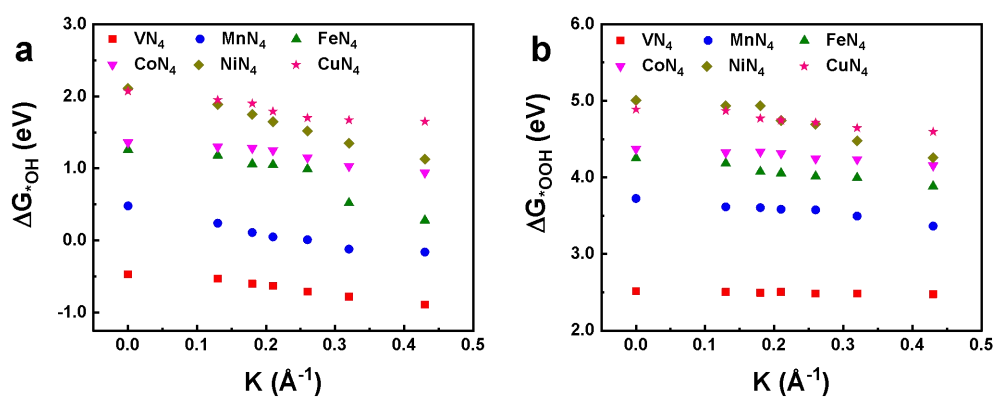 a
VN₄ MnN₄ FeN₄
CoN₄ NiN₄ CuN₄
ΔG*OH (eV)
3.0
2.0
1.0
0.0
-1.0
0.0 0.1 0.2 0.3 0.4 0.5
K (Å⁻¹)
b
VN₄ MnN₄ FeN₄
CoN₄ NiN₄ CuN₄
ΔG*OOH (eV)
6.0
5.0
4.0
3.0
2.0
0.0 0.1 0.2 0.3 0.4 0.5
K (Å⁻¹)